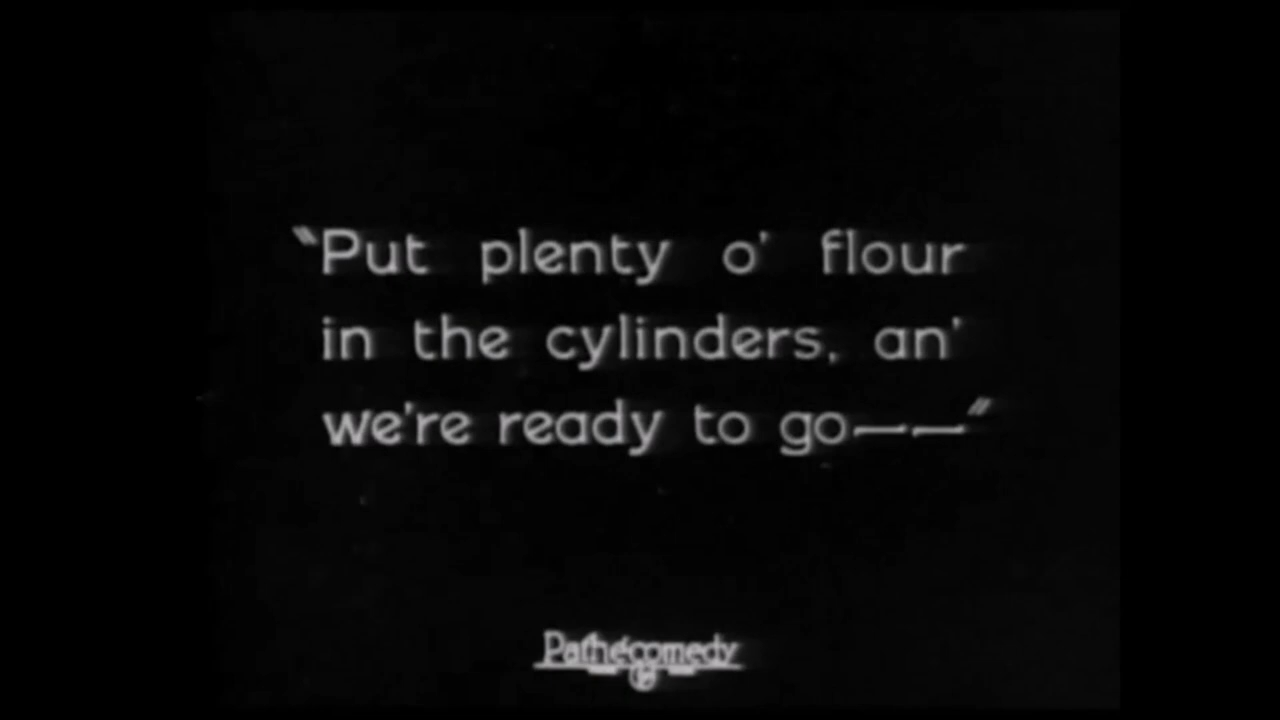 "Put plenty o' flour
in the cylinders, an'
we're ready to go——"
Pathécomedy